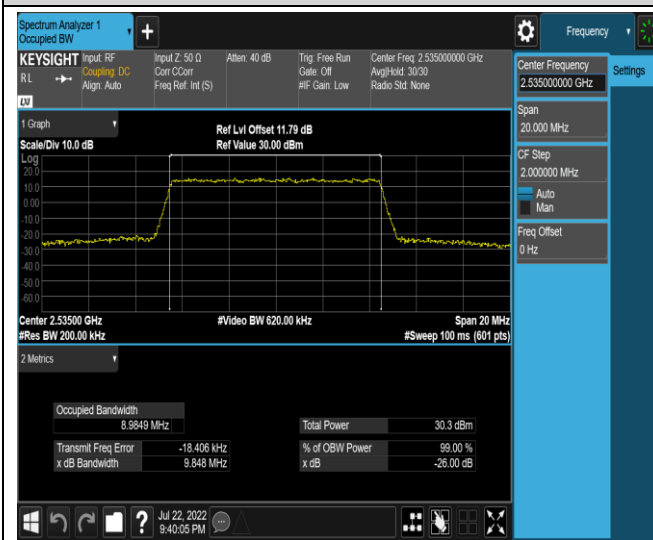 Spectrum Analyzer 1
Occupied BW
+
Frequency
KEYSIGHT
RL
LXI
Input: RF
Coupling: DC
Align: Auto
Input Z: 50 Ω
Corr CCorr
Freq Ref: Int (S)
Atten: 40 dB
Trig: Free Run
Gate: Off
#IF Gain: Low
Center Freq: 2.535000000 GHz
Avg|Hold: 30/30
Radio Std: None
Center Frequency
2.535000000 GHz
Settings
Span
20.000 MHz
CF Step
2.000000 MHz
Auto
Man
Freq Offset
0 Hz
1 Graph
Scale/Div 10.0 dB
Ref Lvl Offset 11.79 dB
Ref Value 30.00 dBm
Log
20.0
10.0
0.00
-10.0
-20.0
-30.0
-40.0
-50.0
-60.0
Center 2.53500 GHz
#Video BW 620.00 kHz
Span 20 MHz
#Res BW 200.00 kHz
#Sweep 100 ms (601 pts)
2 Metrics
Occupied Bandwidth
8.9849 MHz
Total Power 30.3 dBm
Transmit Freq Error -18.406 kHz
% of OBW Power 99.00 %
x dB Bandwidth 9.848 MHz
x dB -26.00 dB
?
Jul 22, 2022
9:40:05 PM